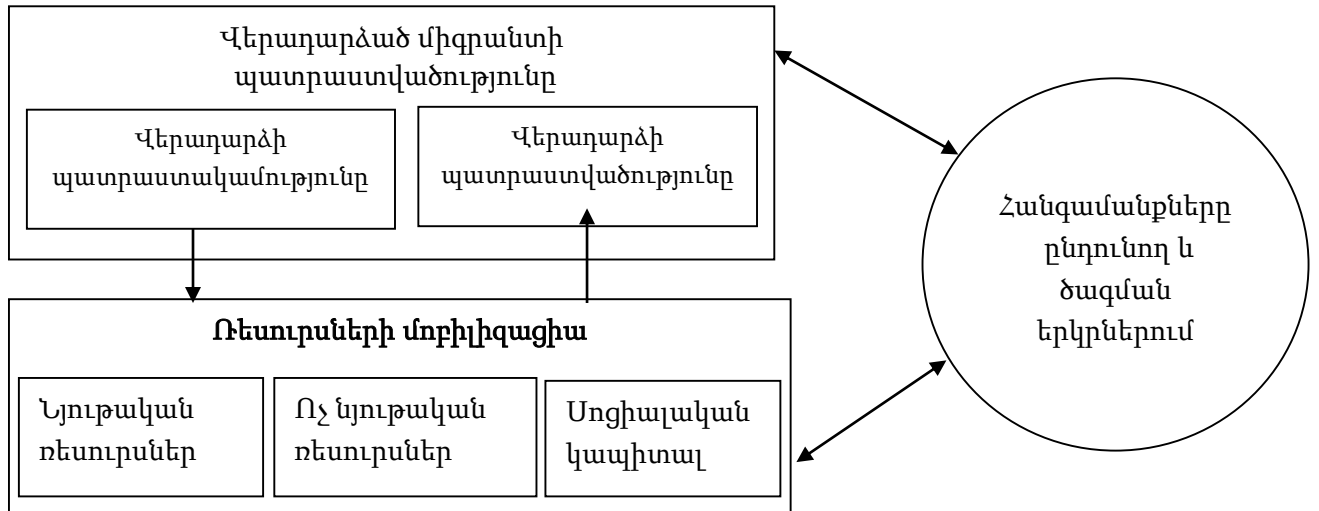 Վերադարձած միգրանտի
պատրաստվածությունը
Վերադարձի
պատրաստակամությունը
Վերադարձի
պատրաստվածությունը
Հանգամանքները
ընդունող և
ծագման
երկրներում
Ռեսուրսների մոբիլիզացիա
Նյութական
ռեսուրսներ
Ոչ նյութական
ռեսուրսներ
Սոցիալական
կապիտալ